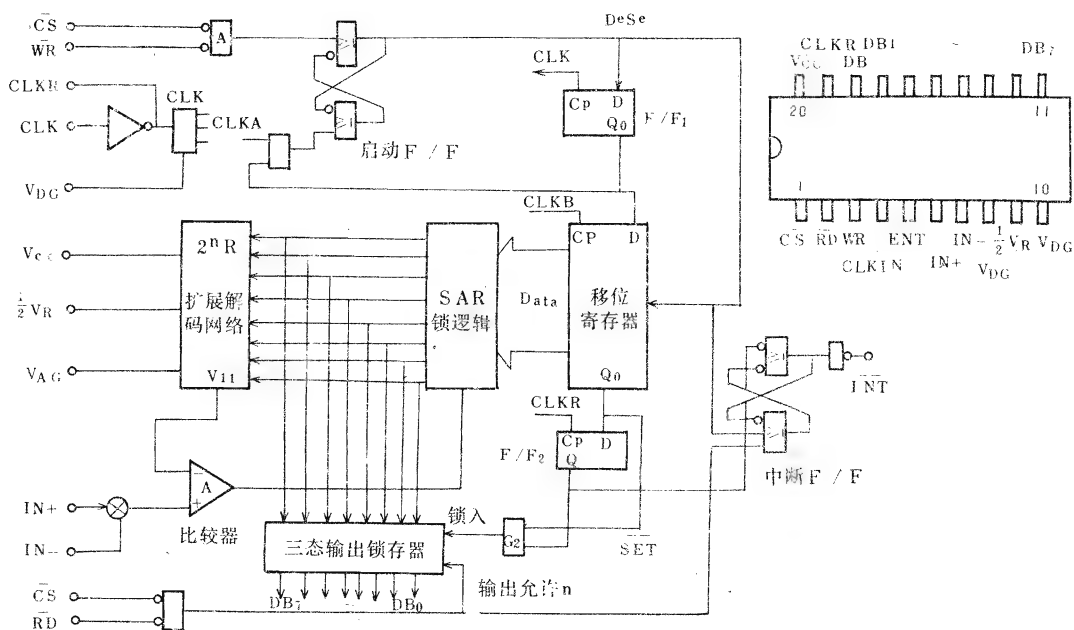 CS
WR
A
≥1
DeSe
CLKR
CLK
CLK
CLKA
V_DG
≥1
启动F/F
CLK
Cp D
Q0
F/F1
CLKR DB1 ~ DB7
VCC DB
20 11
1 10
CS RD WR ENT IN- 1/2 VR VDG
CLKIN IN+ VDG
CLKB
CP D
移位
寄存器
Q0
2ⁿR
扩展解
码网络
Vi1
Vcc
1/2 VR
VAG
SAR
锁逻辑
Data
≥1
INT
≥1
中断F/F
CLKR
Cp D
Q
F/F2
A
-
+
比较器
IN+
IN-
锁入
G2
SET
三态输出锁存器
输出允许n
DB7 ~ DB0
CS
RD